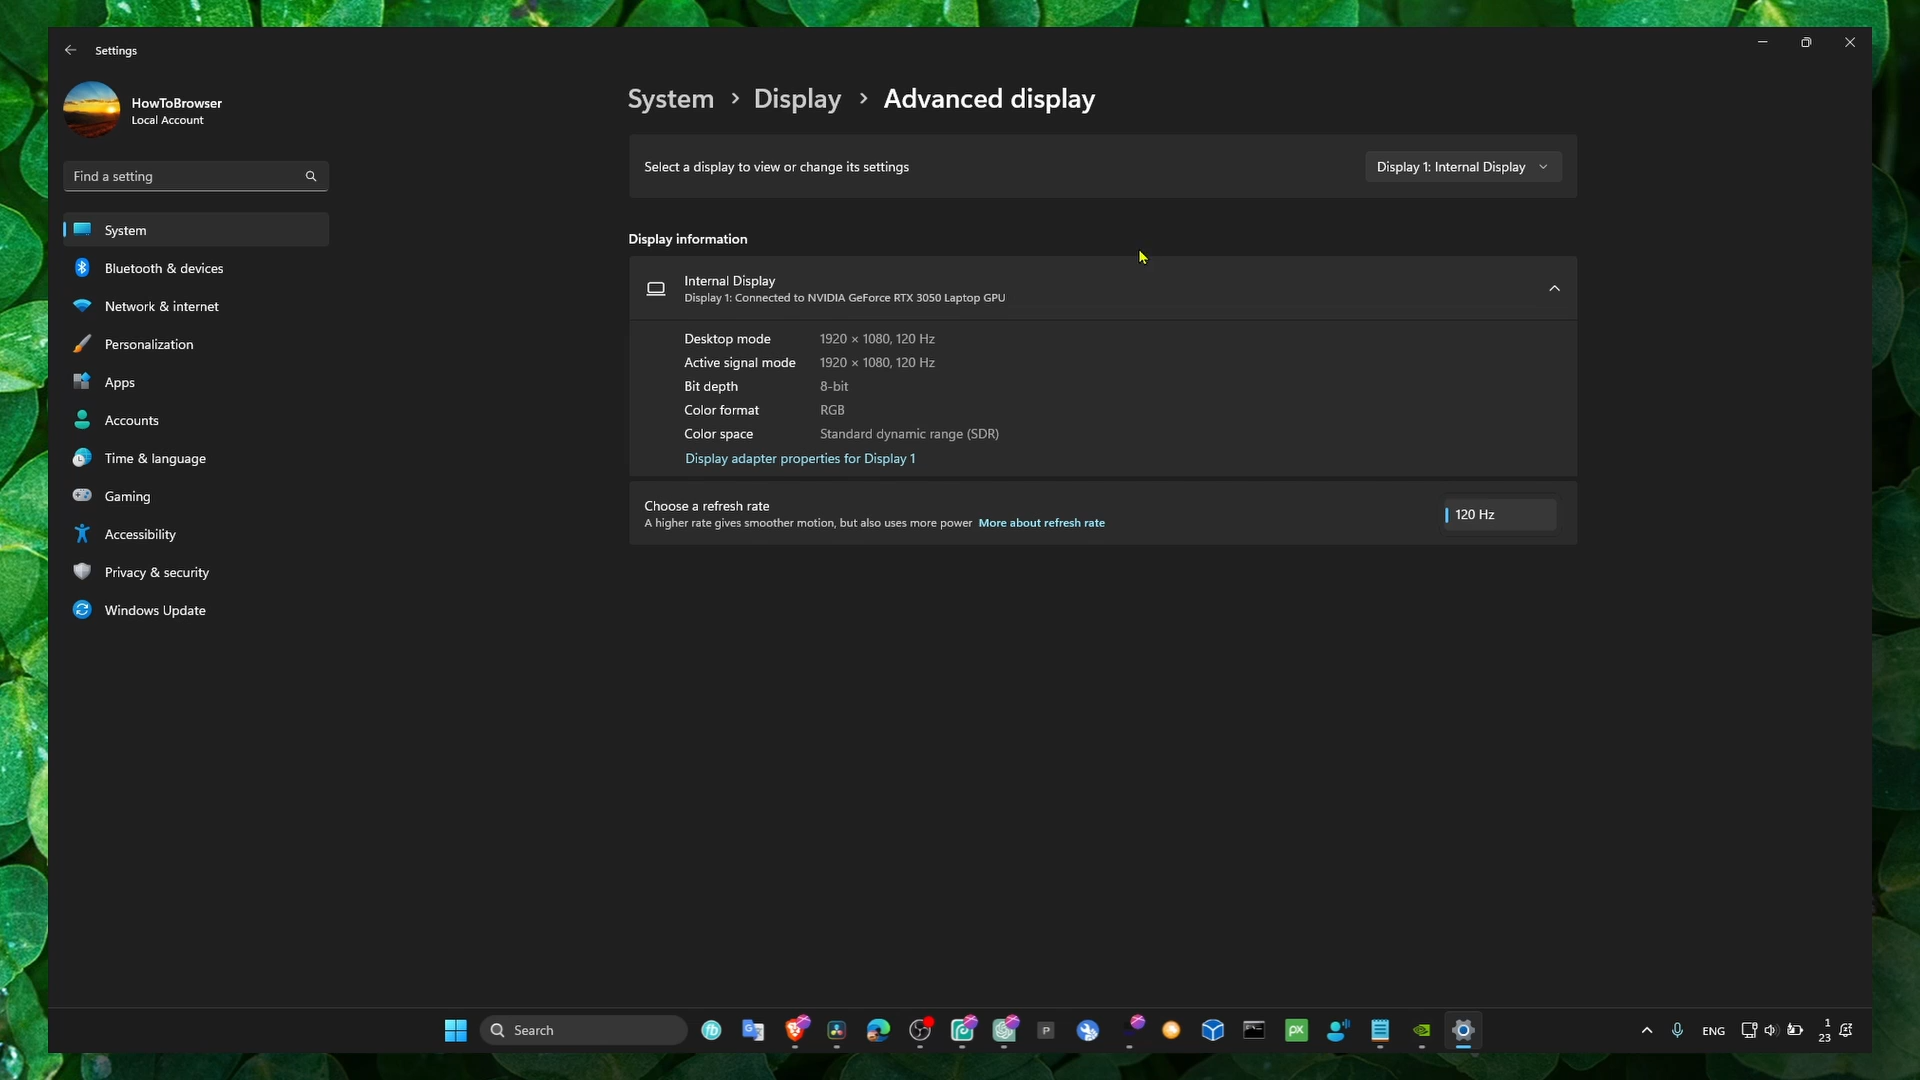 Settings
HowToBrowser
Local Account
Find a setting
System
Bluetooth & devices
Network & internet
Personalization
Apps
Accounts
Time & language
Gaming
Accessibility
Privacy & security
Windows Update
System > Display > Advanced display
Select a display to view or change its settings
Display 1: Internal Display
Display information
Internal Display
Display 1: Connected to NVIDIA GeForce RTX 3050 Laptop GPU
Desktop mode 1920 × 1080, 120 Hz
Active signal mode 1920 × 1080, 120 Hz
Bit depth 8-bit
Color format RGB
Color space Standard dynamic range (SDR)
Display adapter properties for Display 1
Choose a refresh rate
A higher rate gives smoother motion, but also uses more power More about refresh rate
120 Hz
Search
fb
G
P
px
ENG
1
23